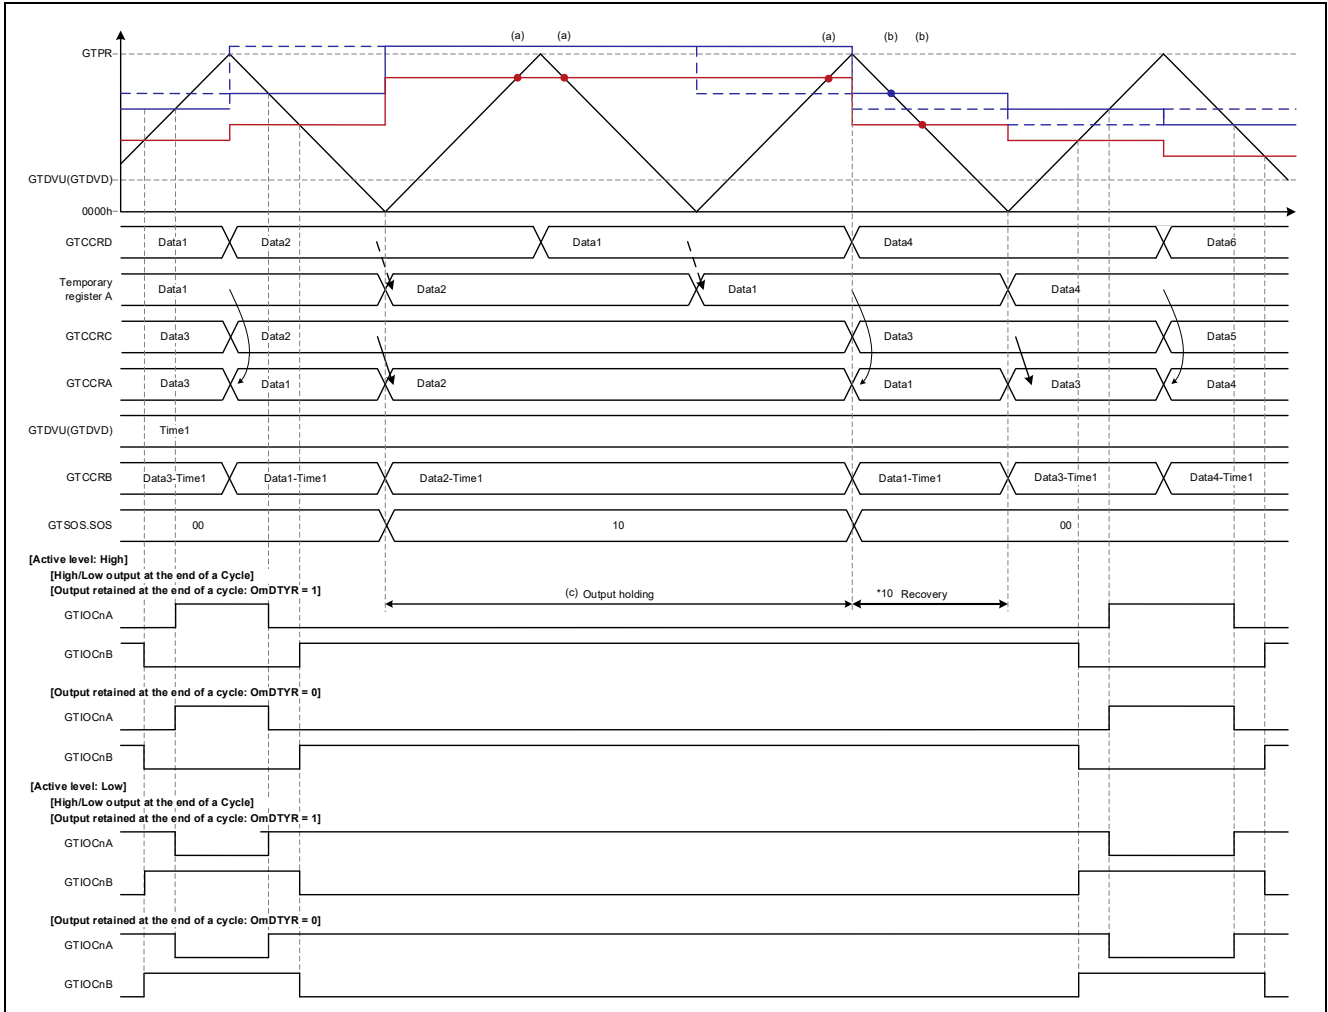 (a) (a) (a) (b) (b)
GTPR
GTDVU(GTDVD)
0000h
GTCCRD Data1 Data2 Data1 Data4 Data6
Temporary
register A Data1 Data2 Data1 Data4
GTCCRC Data3 Data2 Data3 Data5
GTCCRA Data3 Data1 Data2 Data1 Data3 Data4
GTDVU(GTDVD) Time1
GTCCRB Data3-Time1 Data1-Time1 Data2-Time1 Data1-Time1 Data3-Time1 Data4-Time1
GTSOS.SOS 00 10 00
[Active level: High]
[High/Low output at the end of a Cycle]
[Output retained at the end of a cycle: OmDTYR = 1]
(c) Output holding *10 Recovery
GTIOCnA
GTIOCnB
[Output retained at the end of a cycle: OmDTYR = 0]
GTIOCnA
GTIOCnB
[Active level: Low]
[High/Low output at the end of a Cycle]
[Output retained at the end of a cycle: OmDTYR = 1]
GTIOCnA
GTIOCnB
[Output retained at the end of a cycle: OmDTYR = 0]
GTIOCnA
GTIOCnB